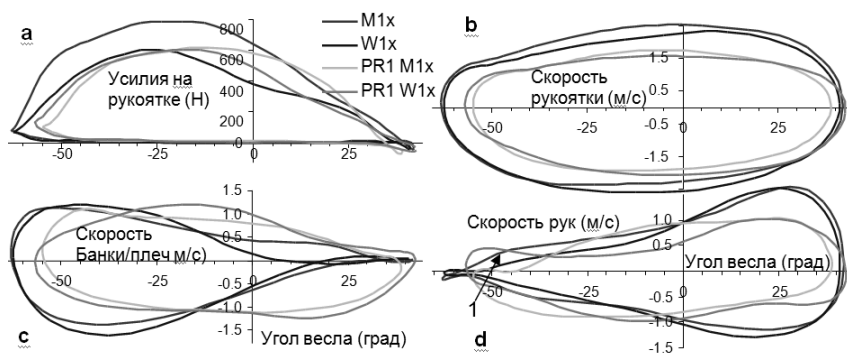 a
Усилия на
рукоятке (Н)
800
600
400
200
0
-50
-25
0
25
M1x
W1x
PR1 M1x
PR1 W1x
b
Скорость
рукоятки (м/с)
1.5
0.5
-0.5
-1.5
-50
-25
0
25
c
Скорость
Банки/плеч м/с)
1.5
1.0
0.5
-0.5
-1.0
-1.5
-50
-25
0
25
Угол весла (град)
d
Скорость рук (м/с)
1
1.0
0.5
-0.5
-1.0
-1.5
-50
-25
0
25
Угол весла (град)